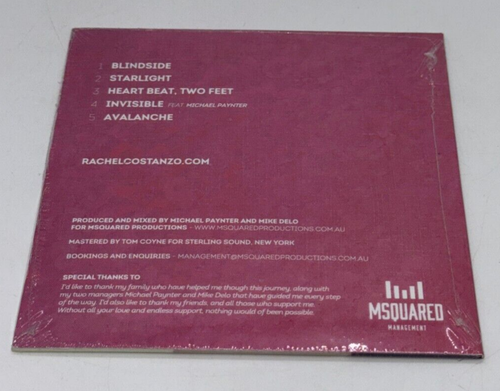 1 BLINDSIDE
2 STARLIGHT
3 HEART BEAT, TWO FEET
4 INVISIBLE FEAT MICHAEL PAYNTER
5 AVALANCHE
RACHELCOSTANZO.COM
PRODUCED AND MIXED BY MICHAEL PAYNTER AND MIKE DELO
FOR MSQUARED PRODUCTIONS - WWW.MSQUAREDPRODUCTIONS.COM.AU
MASTERED BY TOM COYNE FOR STERLING SOUND, NEW YORK
BOOKINGS AND ENQUIRIES - MANAGEMENT@MSQUAREDPRODUCTIONS.COM.AU
SPECIAL THANKS TO
I'd like to thank my family who have helped me though this journey, along with
my two managers Michael Paynter and Mike Delo that have guided me every step
of the way. I'd also like to thank my friends, and all those who support me.
Without all your love and endless support, nothing would of been possible.
MSQUARED
MANAGEMENT